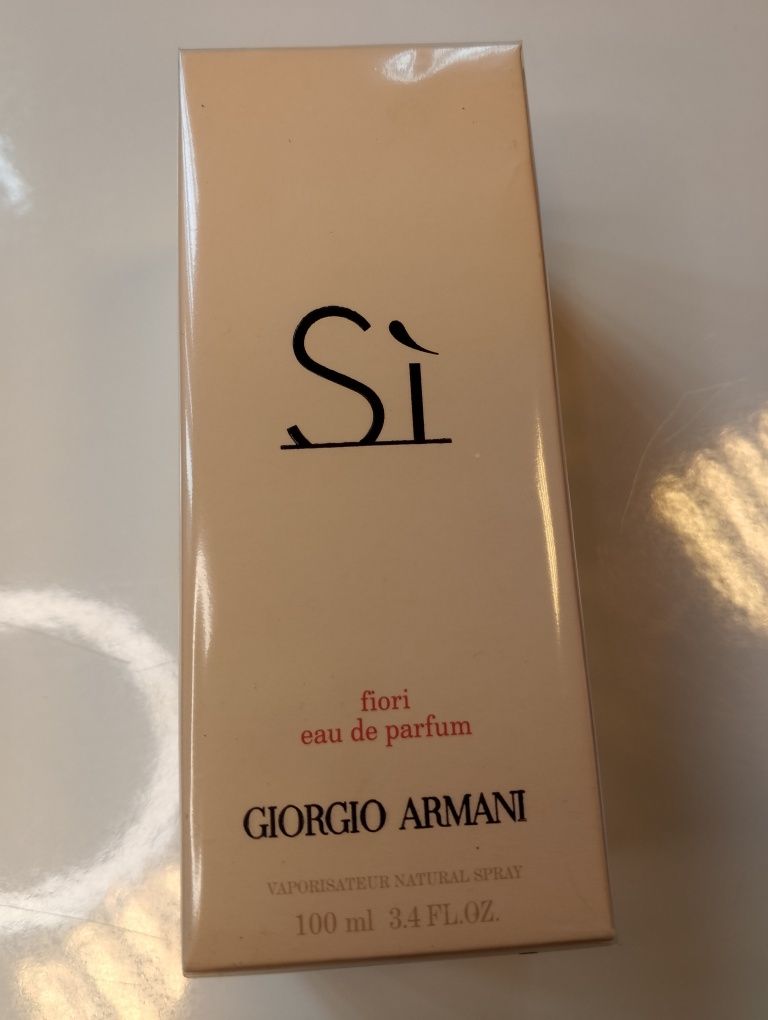 Sì
fiori
eau de parfum
GIORGIO ARMANI
VAPORISATEUR NATURAL SPRAY
100 ml 3.4 FL.OZ.